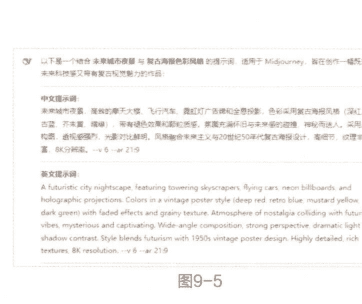 以下是一个结合 未来城市夜景 与 复古海报色彩风格 的提示词，适用于 Midjourney，旨在创作一幅既
未来科技感又带有复古视觉魅力的作品：
中文提示词：
未来城市夜景，高耸的摩天大楼、飞行汽车、霓虹灯广告牌和全息投影，色彩采用复古海报风格（深红
古蓝、芥末黄、墨绿），带有褪色效果和颗粒质感，氛围充满怀旧与未来感的碰撞，神秘而迷人。采用
构图，透视感强烈，光影对比鲜明。风格融合未来主义与20世纪50年代复古海报设计，高细节，纹理丰
富，8K分辨率。--v 6 --ar 21:9
英文提示词：
A futuristic city nightscape, featuring towering skyscrapers, flying cars, neon billboards, and
holographic projections. Colors in a vintage poster style (deep red, retro blue, mustard yellow,
dark green) with faded effects and grainy texture. Atmosphere of nostalgia colliding with futur
vibes, mysterious and captivating. Wide-angle composition, strong perspective, dramatic light
shadow contrast. Style blends futurism with 1950s vintage poster design. Highly detailed, rich
textures, 8K resolution. --v 6 --ar 21:9
图9-5